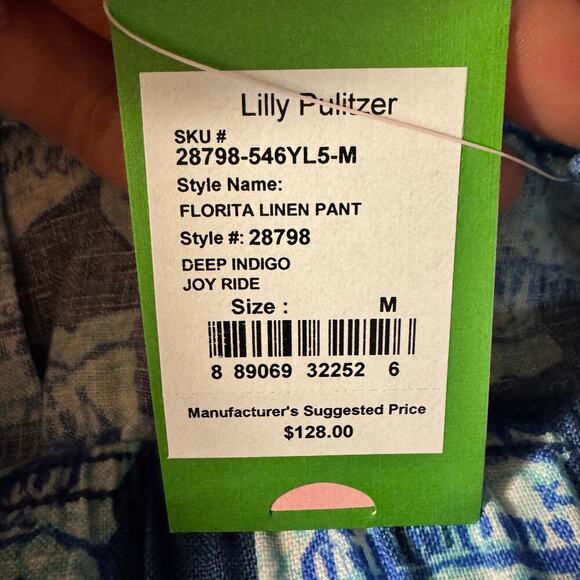 Lilly Pulitzer
SKU #
28798-546YL5-M
Style Name:
FLORITA LINEN PANT
Style #: 28798
DEEP INDIGO
JOY RIDE
Size : M
8 89069 32252 6
Manufacturer's Suggested Price
$128.00